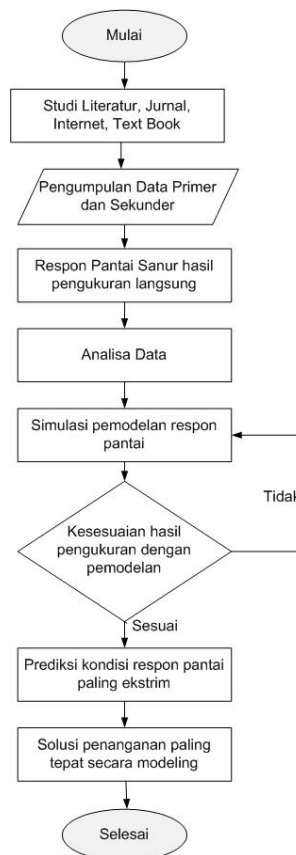 Mulai
Studi Literatur, Jurnal,
Internet, Text Book
Pengumpulan Data Primer
dan Sekunder
Respon Pantai Sanur hasil
pengukuran langsung
Analisa Data
Simulasi pemodelan respon
pantai
Tidak
Kesesuaian hasil
pengukuran dengan
pemodelan
Sesuai
Prediksi kondisi respon pantai
paling ekstrim
Solusi penanganan paling
tepat secara modeling
Selesai